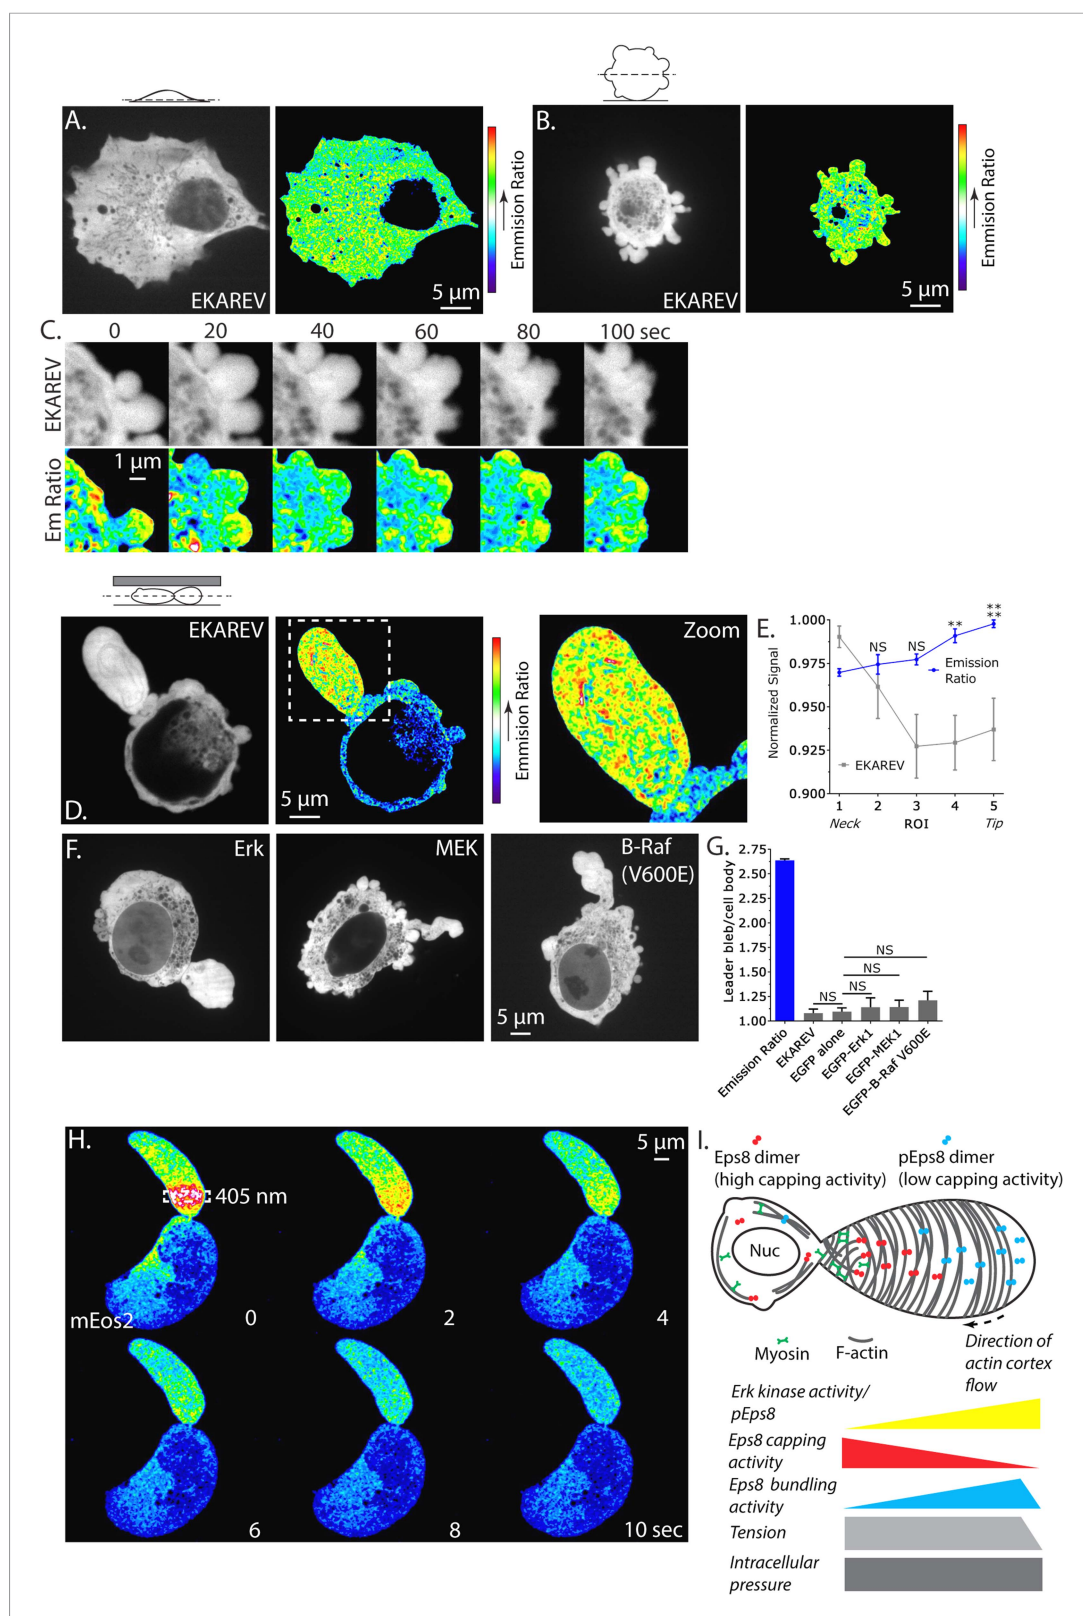 A.
EKAREV
5 µm
Emmision Ratio
B.
EKAREV
5 µm
Emmision Ratio
C.
0 20 40 60 80 100 sec
EKAREV
Em Ratio
1 µm
D.
EKAREV
5 µm
Emmision Ratio
Zoom
E.
Normalized Signal
1.000
0.975
0.950
0.925
0.900
NS NS ** ** **
Emission
Ratio
EKAREV
1 2 3 4 5
Neck ROI Tip
F.
Erk
MEK
B-Raf
(V600E)
5 µm
G.
Leader bleb/cell body
2.75
2.50
2.25
2.00
1.75
1.50
1.25
1.00
NS
NS
NS
NS
Emission Ratio
EKAREV
EGFP alone
EGFP-Erk1
EGFP-MEK1
EGFP-B-Raf V600E
H.
5 µm
405 nm
mEos2
0 2 4
6 8 10 sec
I.
Eps8 dimer
(high capping activity)
pEps8 dimer
(low capping activity)
Nuc
Myosin
F-actin
Direction of
actin cortex
flow
Erk kinase activity/
pEps8
Eps8 capping
activity
Eps8 bundling
activity
Tension
Intracellular
pressure